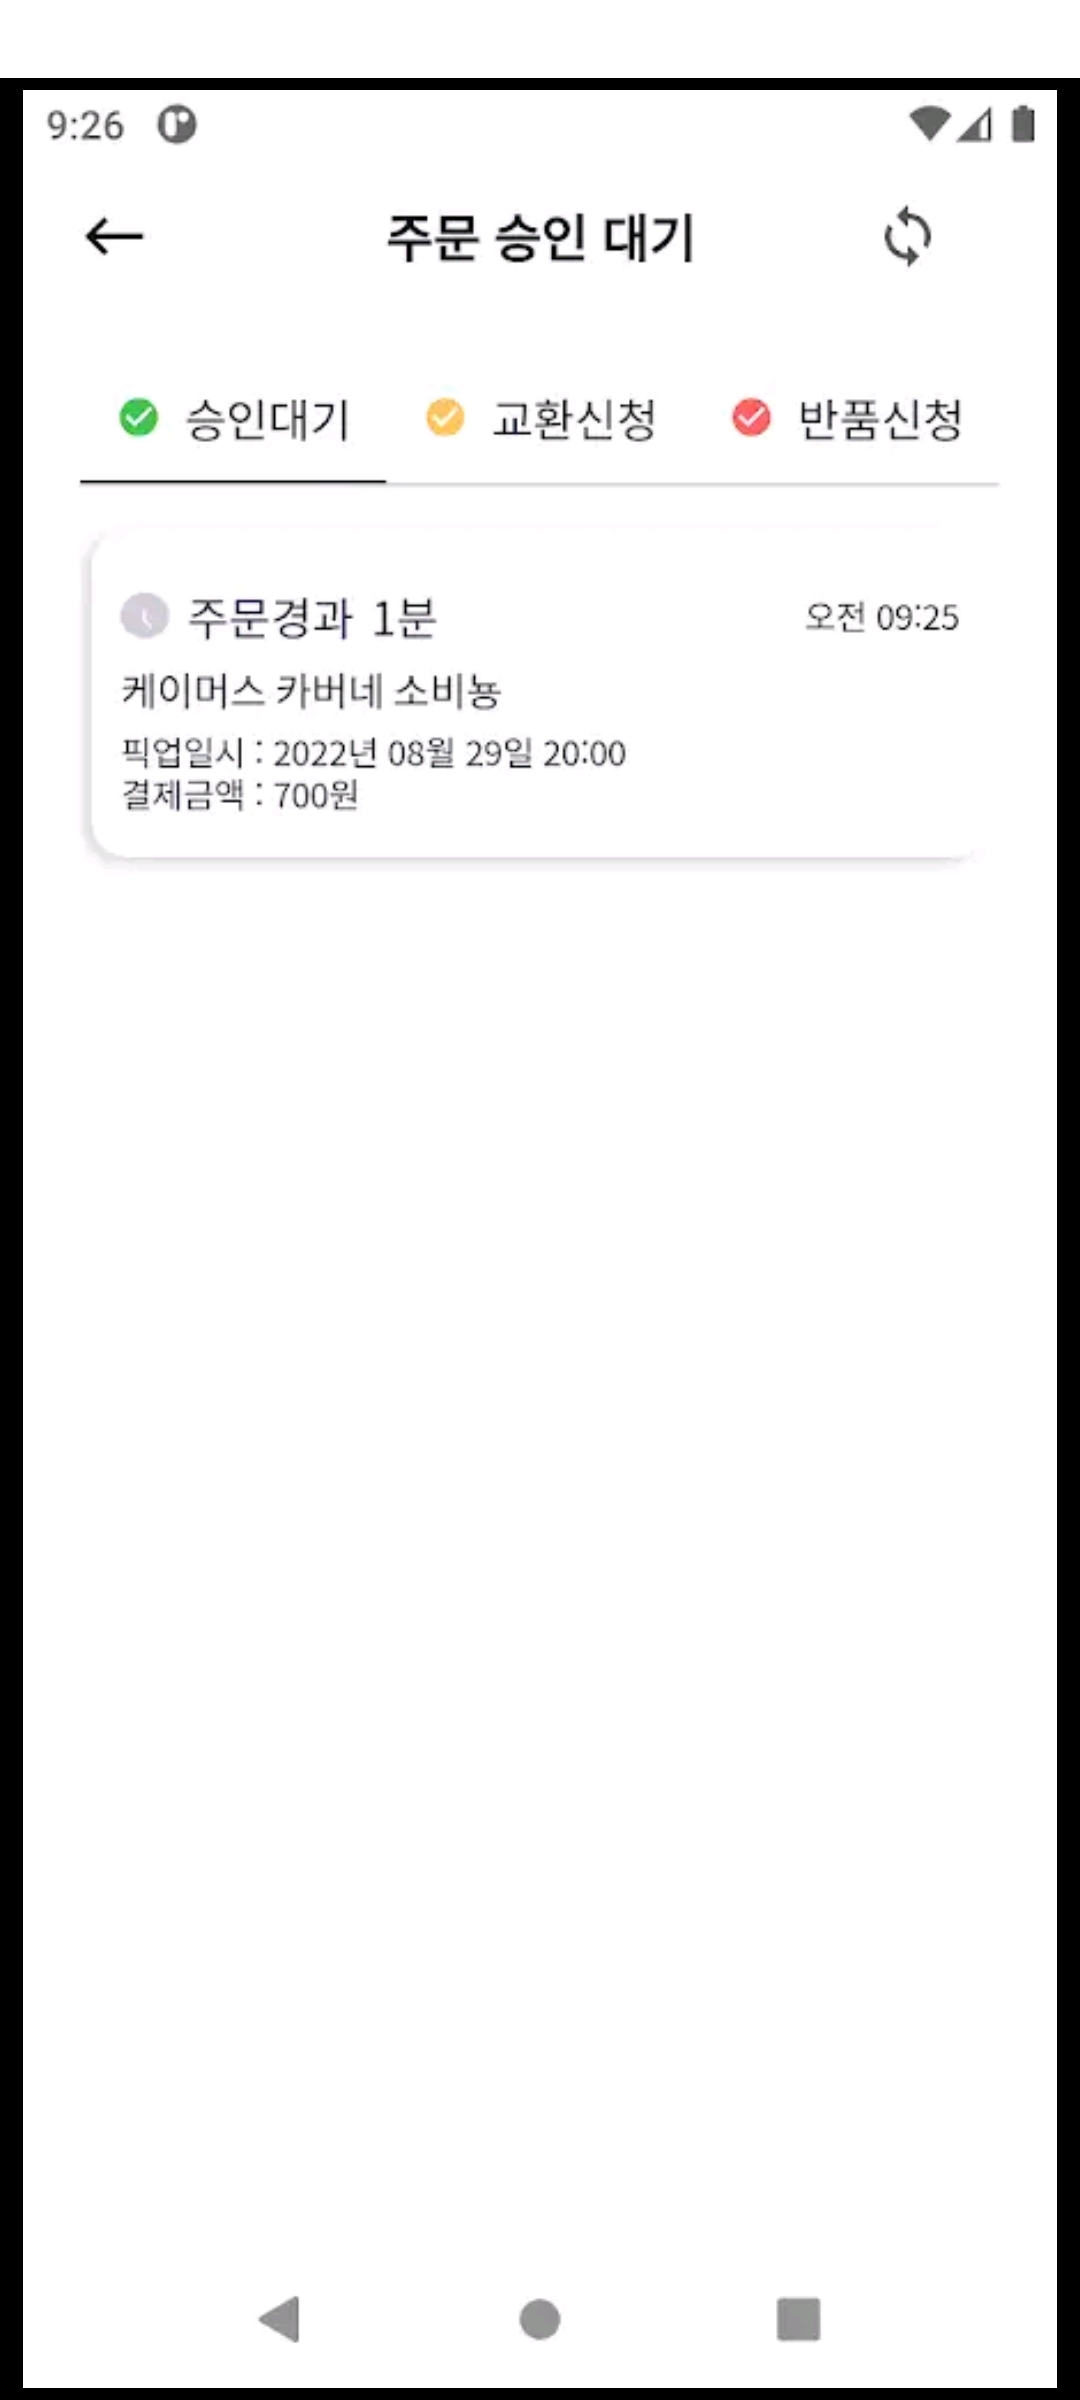 9:26
주문 승인 대기
승인대기 교환신청 반품신청
주문경과 1분 오전 09:25
케이머스 카버네 소비뇽
픽업일시 : 2022년 08월 29일 20:00
결제금액 : 700원